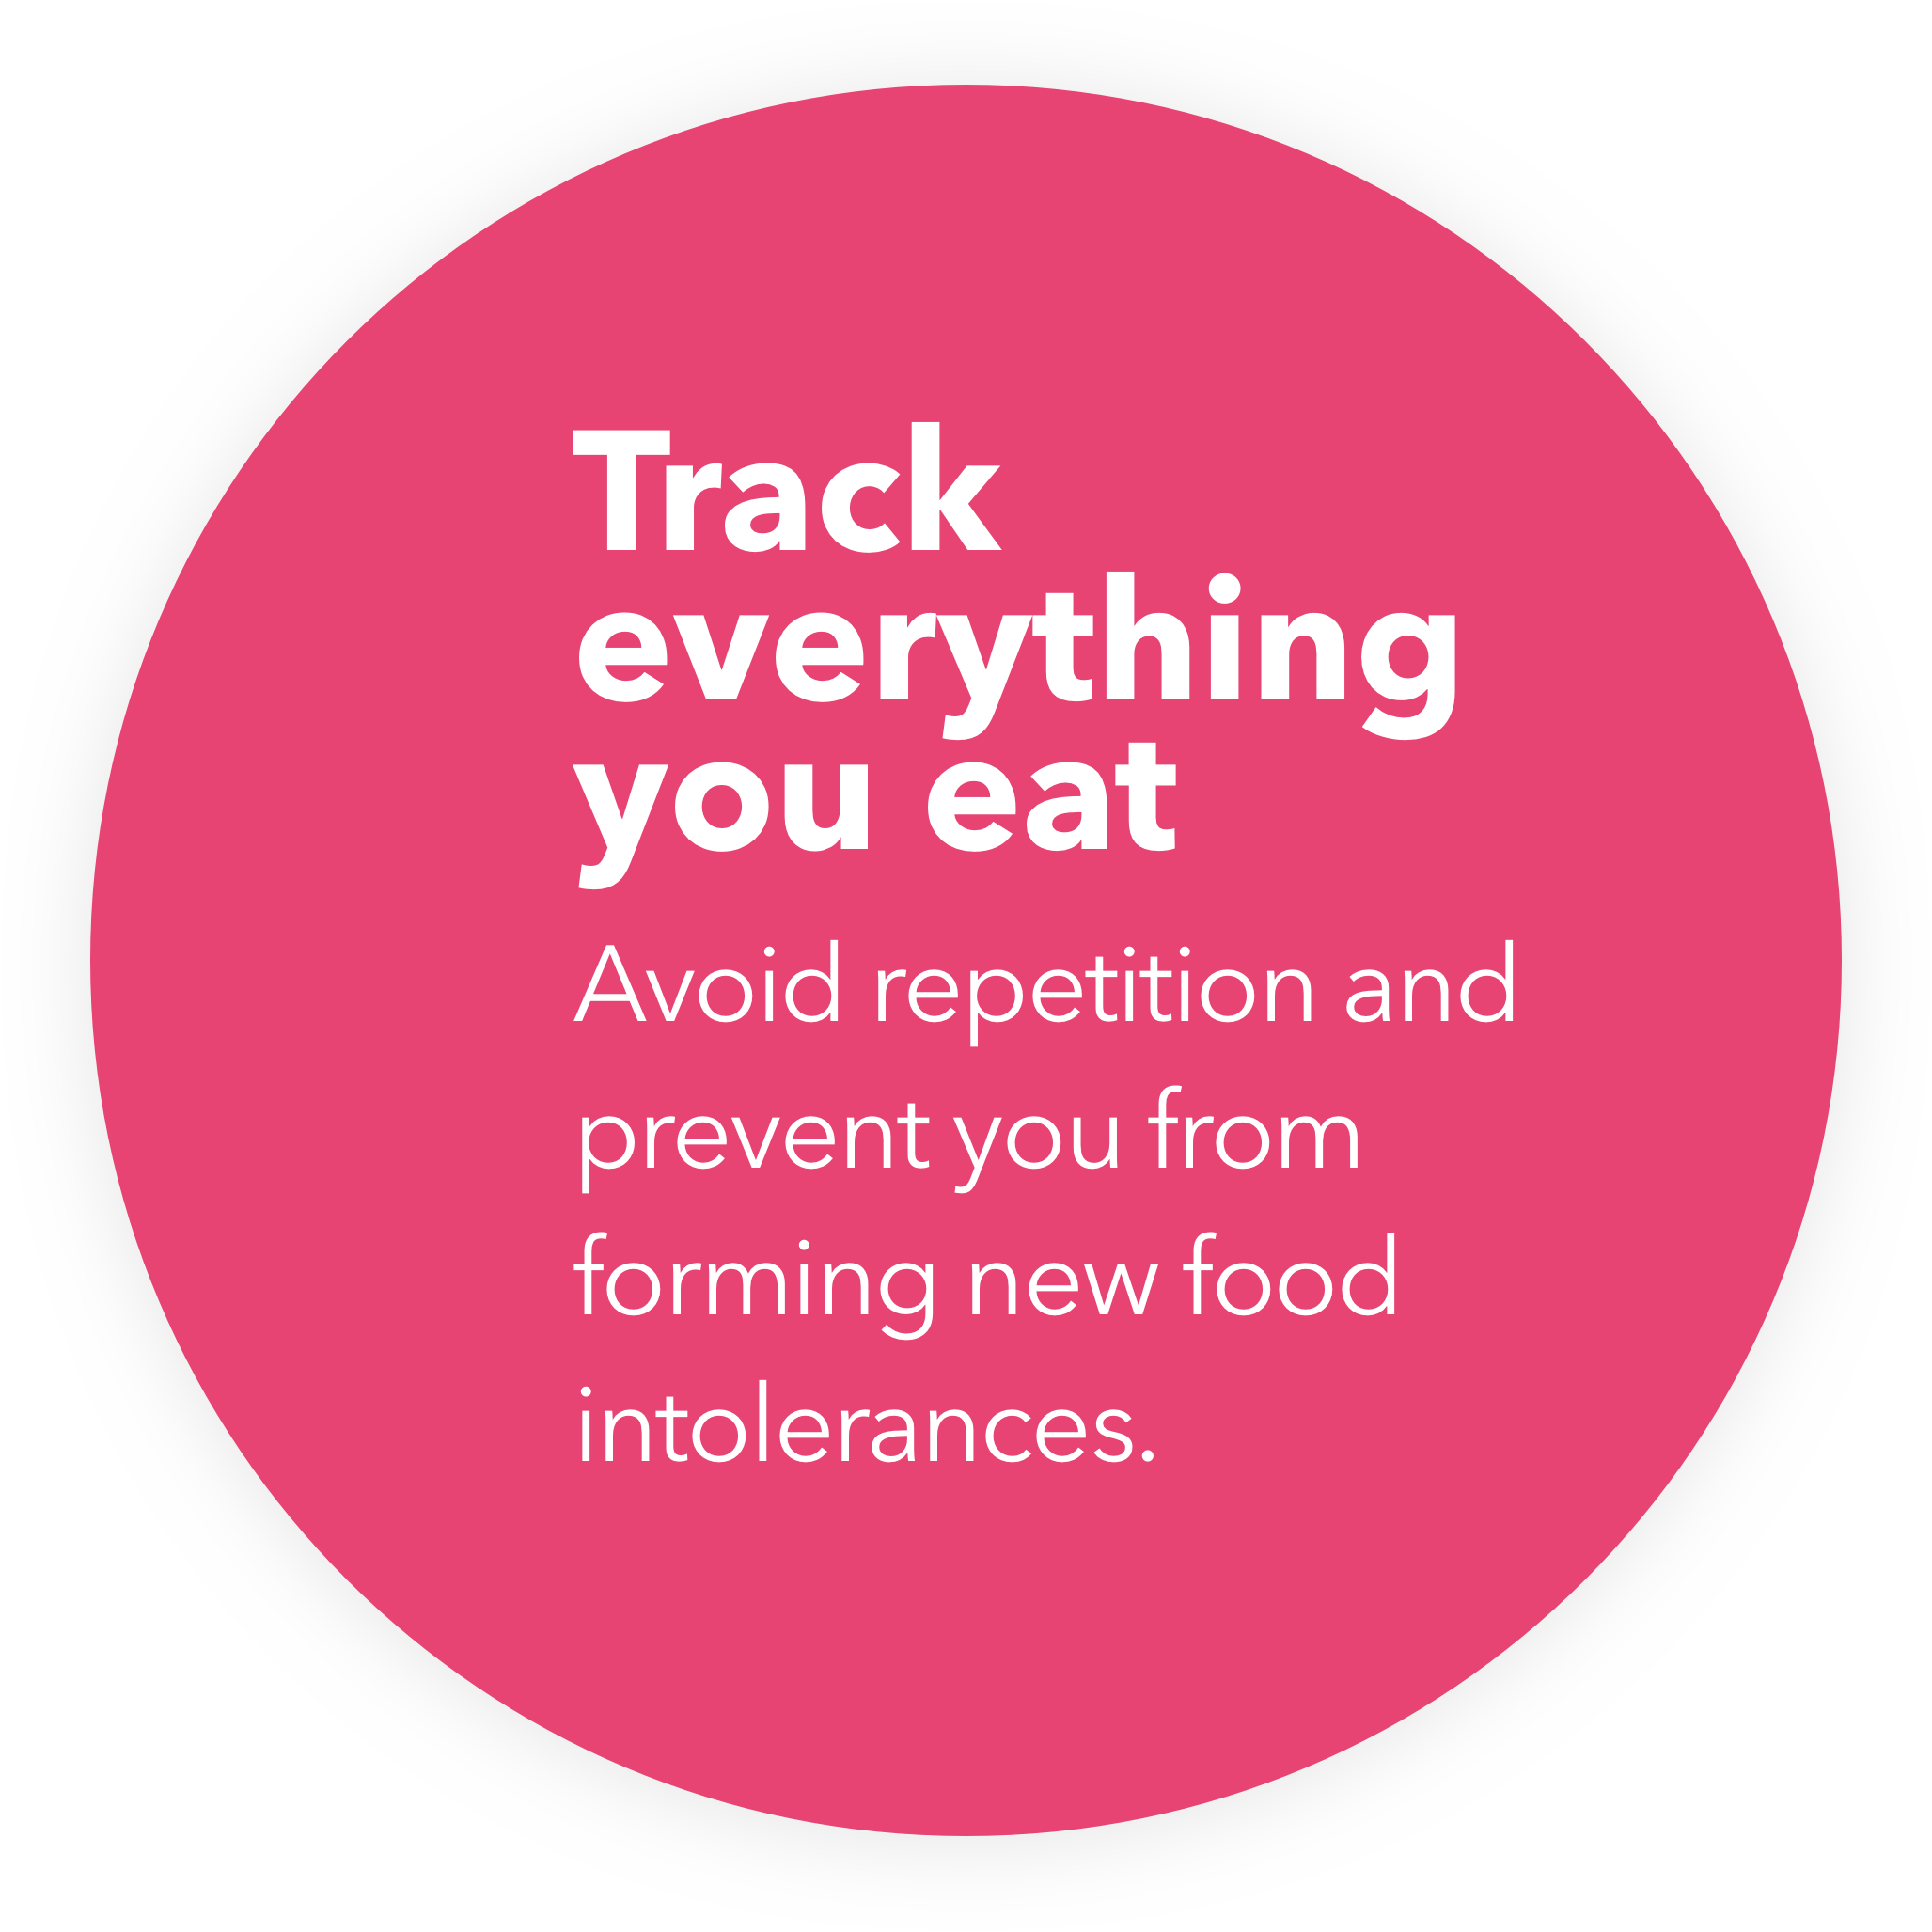 Track
everything
you eat
Avoid repetition and
prevent you from
forming new food
intolerances.